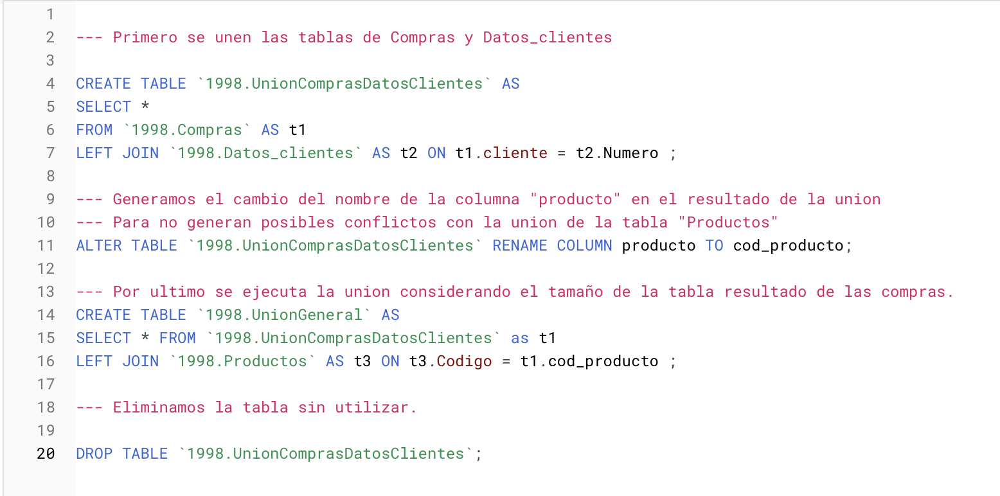 1
2 --- Primero se unen las tablas de Compras y Datos_clientes
3
4 CREATE TABLE `1998.UnionComprasDatosClientes` AS
5 SELECT *
6 FROM `1998.Compras` AS t1
7 LEFT JOIN `1998.Datos_clientes` AS t2 ON t1.cliente = t2.Numero ;
8
9 --- Generamos el cambio del nombre de la columna "producto" en el resultado de la union
10 --- Para no generan posibles conflictos con la union de la tabla "Productos"
11 ALTER TABLE `1998.UnionComprasDatosClientes` RENAME COLUMN producto TO cod_producto;
12
13 --- Por ultimo se ejecuta la union considerando el tamaño de la tabla resultado de las compras.
14 CREATE TABLE `1998.UnionGeneral` AS
15 SELECT * FROM `1998.UnionComprasDatosClientes` as t1
16 LEFT JOIN `1998.Productos` AS t3 ON t3.Codigo = t1.cod_producto ;
17
18 --- Eliminamos la tabla sin utilizar.
19
20 DROP TABLE `1998.UnionComprasDatosClientes`;